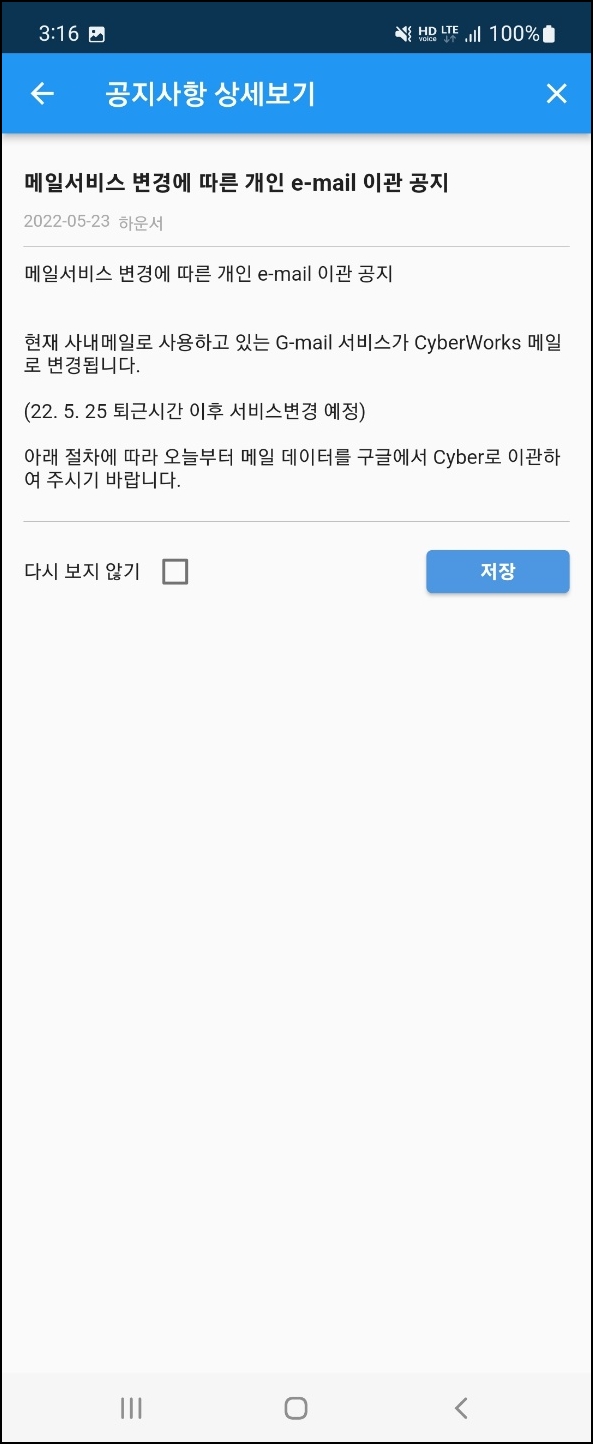 3:16 HD voice LTE 100%
공지사항 상세보기
메일서비스 변경에 따른 개인 e-mail 이관 공지
2022-05-23 하운서
메일서비스 변경에 따른 개인 e-mail 이관 공지
현재 사내메일로 사용하고 있는 G-mail 서비스가 CyberWorks 메일
로 변경됩니다.
(22. 5. 25 퇴근시간 이후 서비스변경 예정)
아래 절차에 따라 오늘부터 메일 데이터를 구글에서 Cyber로 이관하
여 주시기 바랍니다.
다시 보지 않기 저장